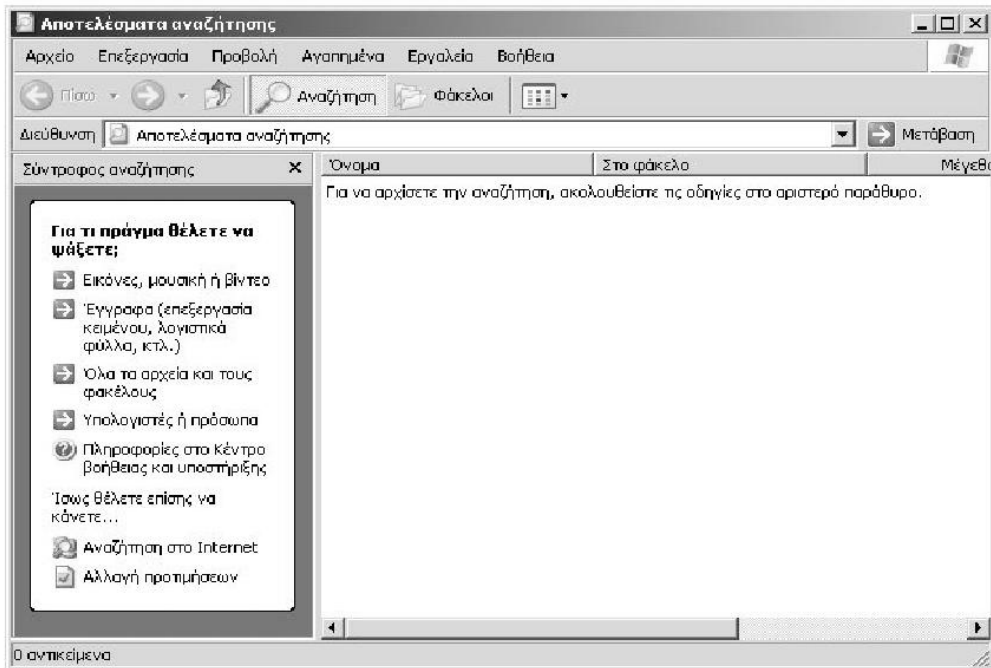 Αποτελέσματα αναζήτησης
Αρχείο Επεξεργασία Προβολή Αγαπημένα Εργαλεία Βοήθεια
Πίσω Αναζήτηση Φάκελοι
Διεύθυνση Αποτελέσματα αναζήτησης Μετάβαση
Σύντροφος αναζήτησης
Όνομα Στο φάκελο Μέγεθ
Για να αρχίσετε την αναζήτηση, ακολουθείστε τις οδηγίες στο αριστερό παράθυρο.
Για τι πράγμα θέλετε να
ψάξετε;
Εικόνες, μουσική ή βίντεο
Έγγραφα (επεξεργασία
κειμένου, λογιστικά
φύλλα, κτλ.)
Όλα τα αρχεία και τους
φακέλους
Υπολογιστές ή πρόσωπα
Πληροφορίες στο Κέντρο
βοήθειας και υποστήριξης
Ίσως θέλετε επίσης να
κάνετε...
Αναζήτηση στο Internet
Αλλαγή προτιμήσεων
0 αντικείμενα